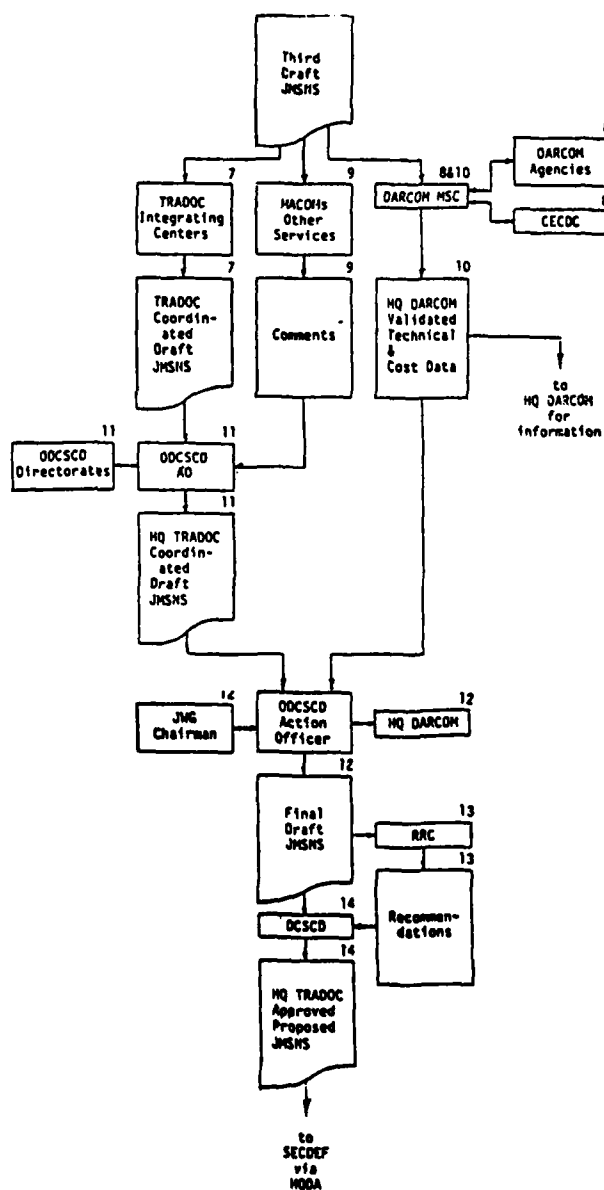 Third
Draft
JMSNS
7
9
8&10
DARCOM
Agencies
TRADOC
Integrating
Centers
MACOMs
Other
Services
DARCOM MSC
CECDC
7
9
10
TRADOC
Coordin-
ated
Draft
JMSNS
Comments
HQ DARCOM
Validated
Technical
&
Cost Data
to
HQ DARCOM
for
information
11
11
ODCSCD
Directorates
ODCSCD
AO
11
HQ TRADOC
Coordin-
ated
Draft
JMSNS
12
12
JWG
Chairman
ODCSCD
Action
Officer
HQ DARCOM
12
Final
Draft
JMSNS
13
RRC
13
14
DCSCD
Recommen-
dations
14
HQ TRADOC
Approved
Proposed
JMSNS
to
SECDEF
via
HQDA